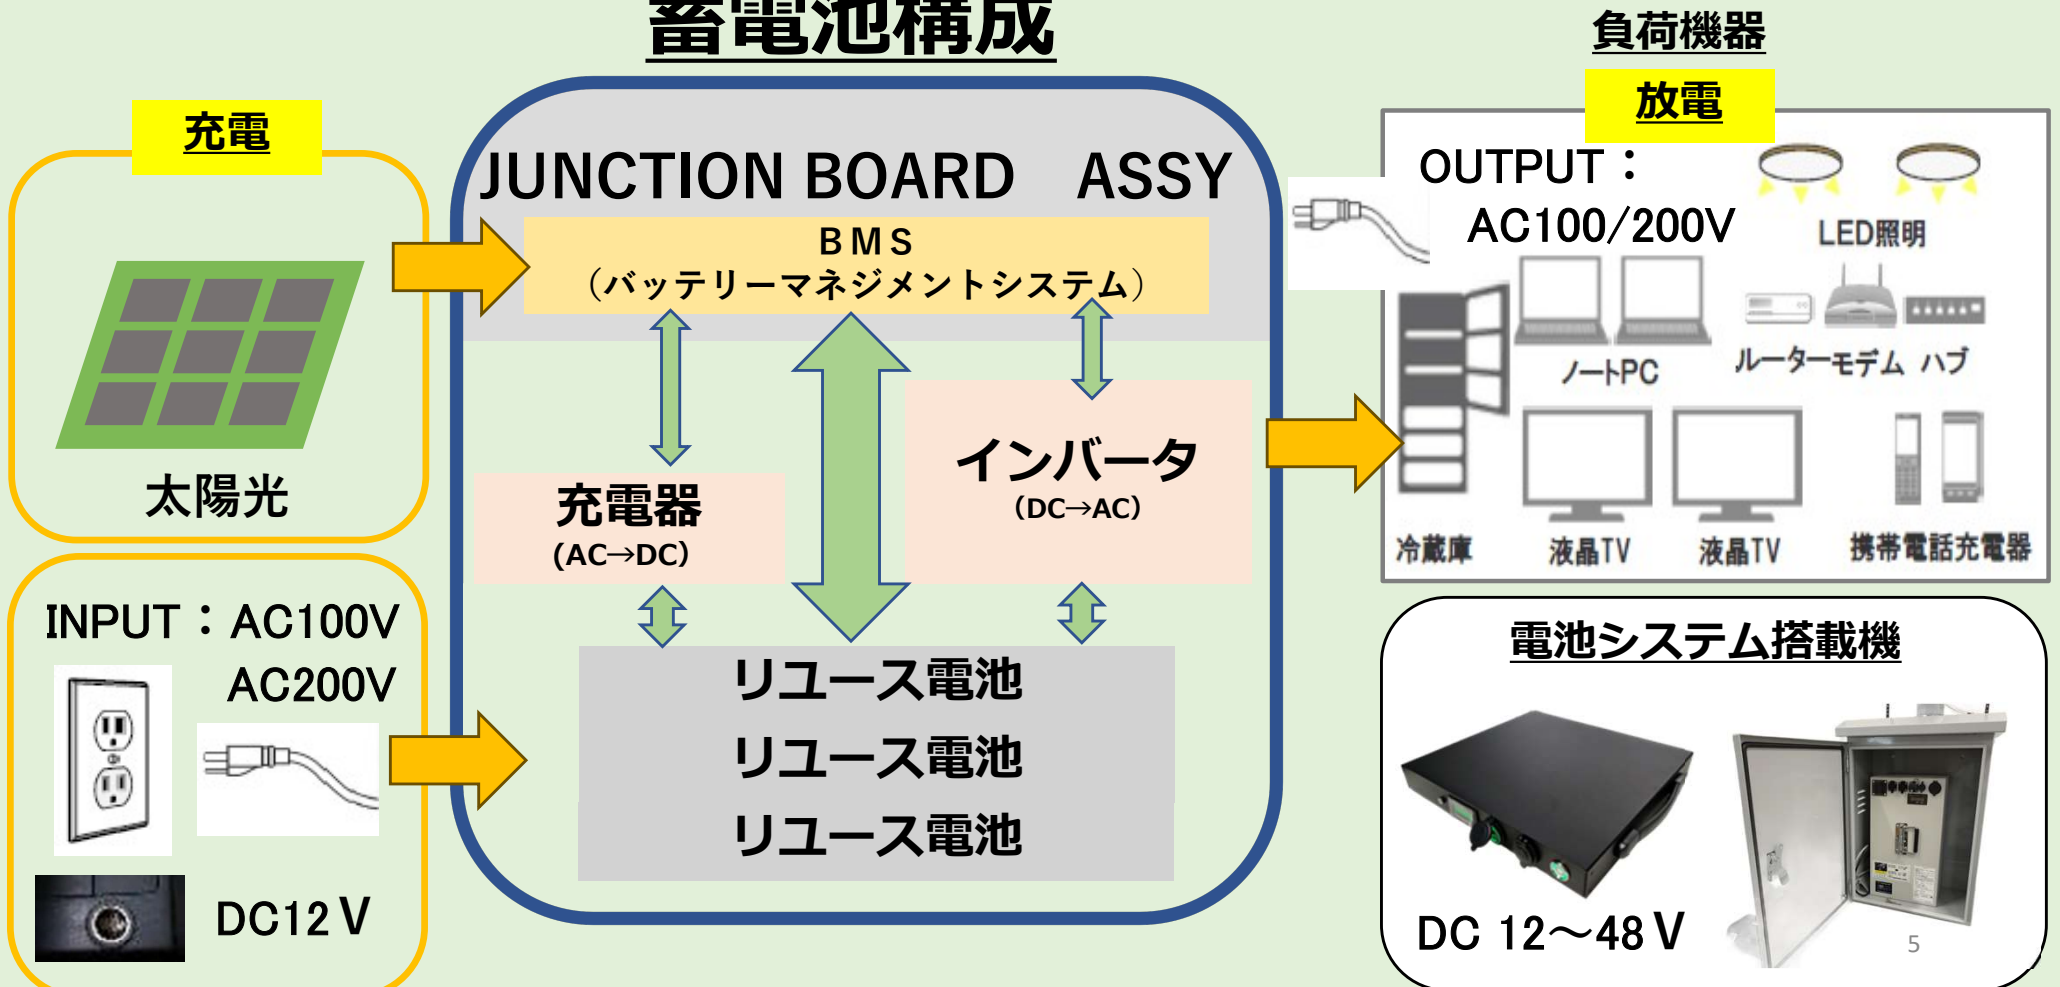 蓄電池構成
負荷機器
充電
太陽光
INPUT：AC100V
AC200V
DC12V
JUNCTION BOARD　ASSY
BMS
（バッテリーマネジメントシステム）
充電器
(AC→DC)
インバータ
(DC→AC)
リユース電池
リユース電池
リユース電池
放電
OUTPUT：
AC100/200V
LED照明
ノートPC
ルーターモデム ハブ
冷蔵庫
液晶TV
液晶TV
携帯電話充電器
電池システム搭載機
DC 12～48V
5